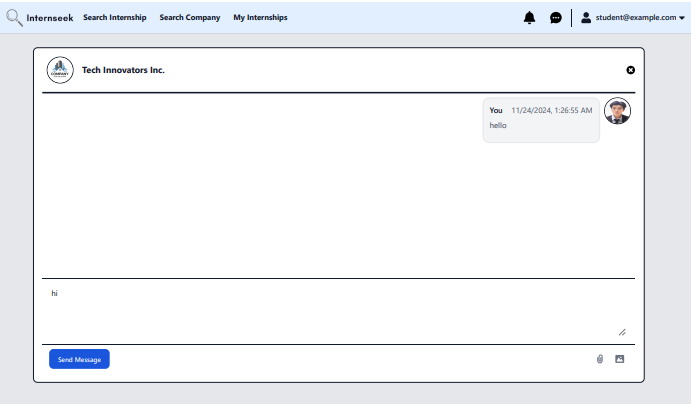 Internseek Search Internship Search Company My Internships student@example.com
COMPANY
Tech Innovators Inc.
You 11/24/2024, 1:26:55 AM
hello
hi
Send Message